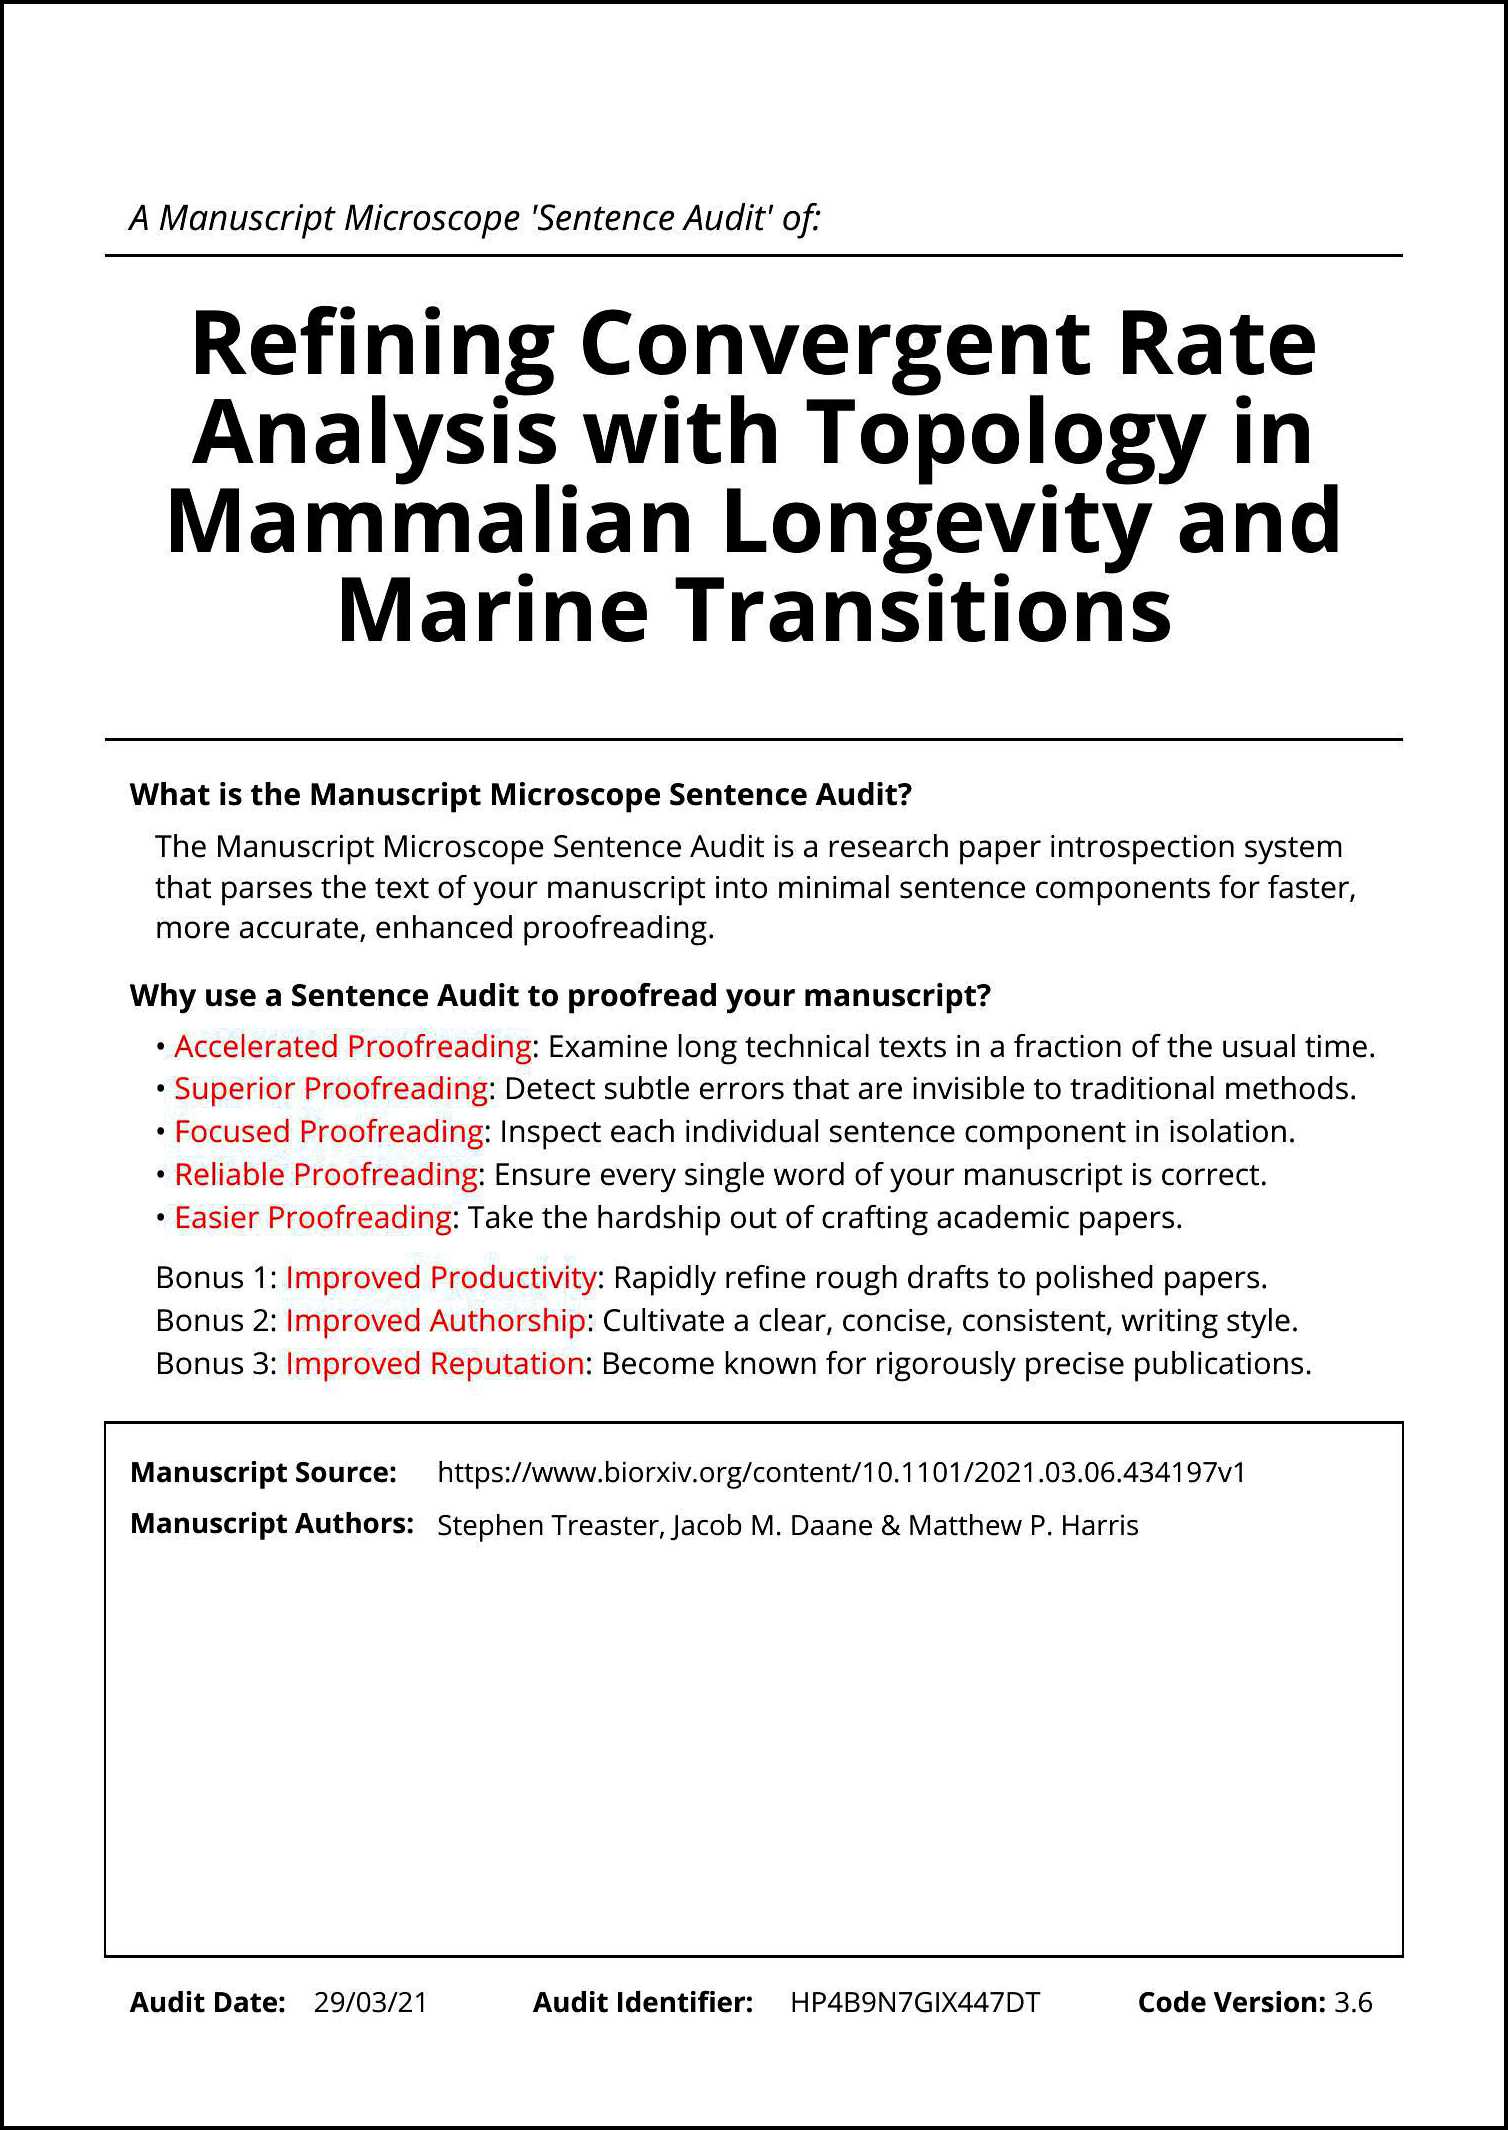 A Manuscript Microscope 'Sentence Audit' of:
Refining Convergent Rate
Analysis with Topology in
Mammalian Longevity and
Marine Transitions
What is the Manuscript Microscope Sentence Audit?
The Manuscript Microscope Sentence Audit is a research paper introspection system
that parses the text of your manuscript into minimal sentence components for faster,
more accurate, enhanced proofreading.
Why use a Sentence Audit to proofread your manuscript?
• Accelerated Proofreading: Examine long technical texts in a fraction of the usual time.
• Superior Proofreading: Detect subtle errors that are invisible to traditional methods.
• Focused Proofreading: Inspect each individual sentence component in isolation.
• Reliable Proofreading: Ensure every single word of your manuscript is correct.
• Easier Proofreading: Take the hardship out of crafting academic papers.
Bonus 1: Improved Productivity: Rapidly refine rough drafts to polished papers.
Bonus 2: Improved Authorship: Cultivate a clear, concise, consistent, writing style.
Bonus 3: Improved Reputation: Become known for rigorously precise publications.
Manuscript Source: https://www.biorxiv.org/content/10.1101/2021.03.06.434197v1
Manuscript Authors: Stephen Treaster, Jacob M. Daane & Matthew P. Harris
Audit Date: 29/03/21 Audit Identifier: HP4B9N7GIX447DT Code Version: 3.6